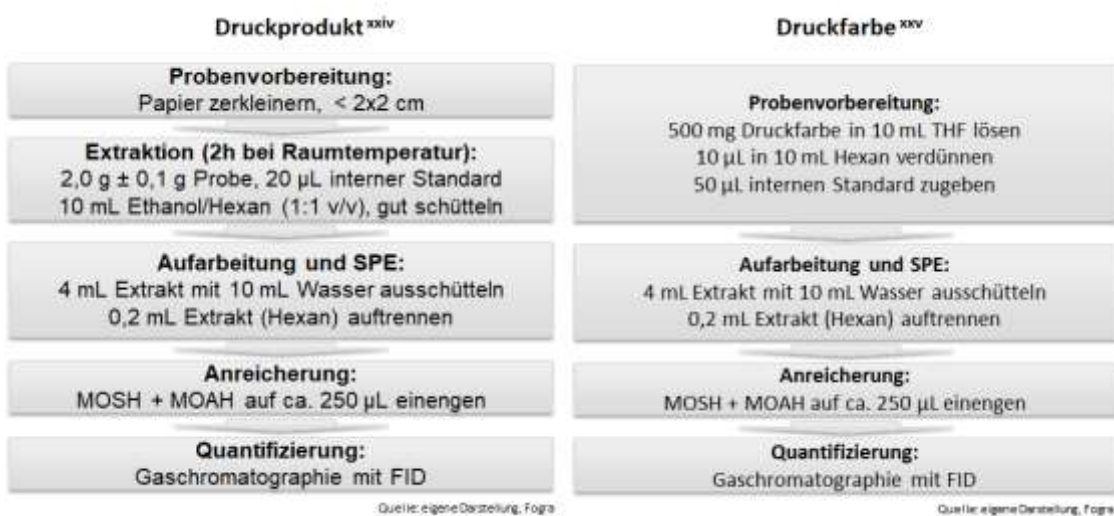 Druckprodukt xxiv
Probenvorbereitung:
Papier zerkleinern, < 2x2 cm
Extraktion (2h bei Raumtemperatur):
2,0 g ± 0,1 g Probe, 20 µL interner Standard
10 mL Ethanol/Hexan (1:1 v/v), gut schütteln
Aufarbeitung und SPE:
4 mL Extrakt mit 10 mL Wasser ausschütteln
0,2 mL Extrakt (Hexan) auftrennen
Anreicherung:
MOSH + MOAH auf ca. 250 µL einengen
Quantifizierung:
Gaschromatographie mit FID
Quelle: eigene Darstellung, Fogra
Druckfarbe xxv
Probenvorbereitung:
500 mg Druckfarbe in 10 mL THF lösen
10 µL in 10 mL Hexan verdünnen
50 µL internen Standard zugeben
Aufarbeitung und SPE:
4 mL Extrakt mit 10 mL Wasser ausschütteln
0,2 mL Extrakt (Hexan) auftrennen
Anreicherung:
MOSH + MOAH auf ca. 250 µL einengen
Quantifizierung:
Gaschromatographie mit FID
Quelle: eigene Darstellung, Fogra